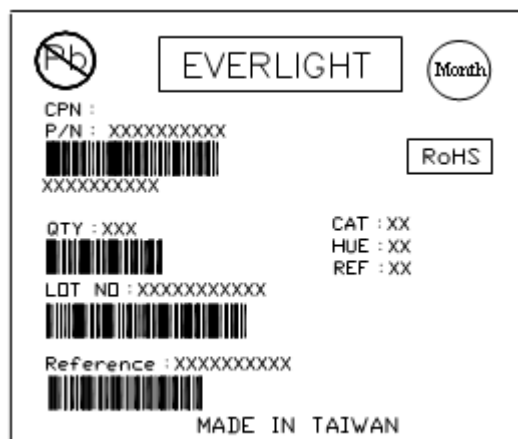 Pb
EVERLIGHT
Month
CPN :
P/N : XXXXXXXXXX
RoHS
XXXXXXXXXX
QTY : XXX
CAT : XX
HUE : XX
REF : XX
LOT NO : XXXXXXXXXXX
Reference : XXXXXXXXXX
MADE IN TAIWAN